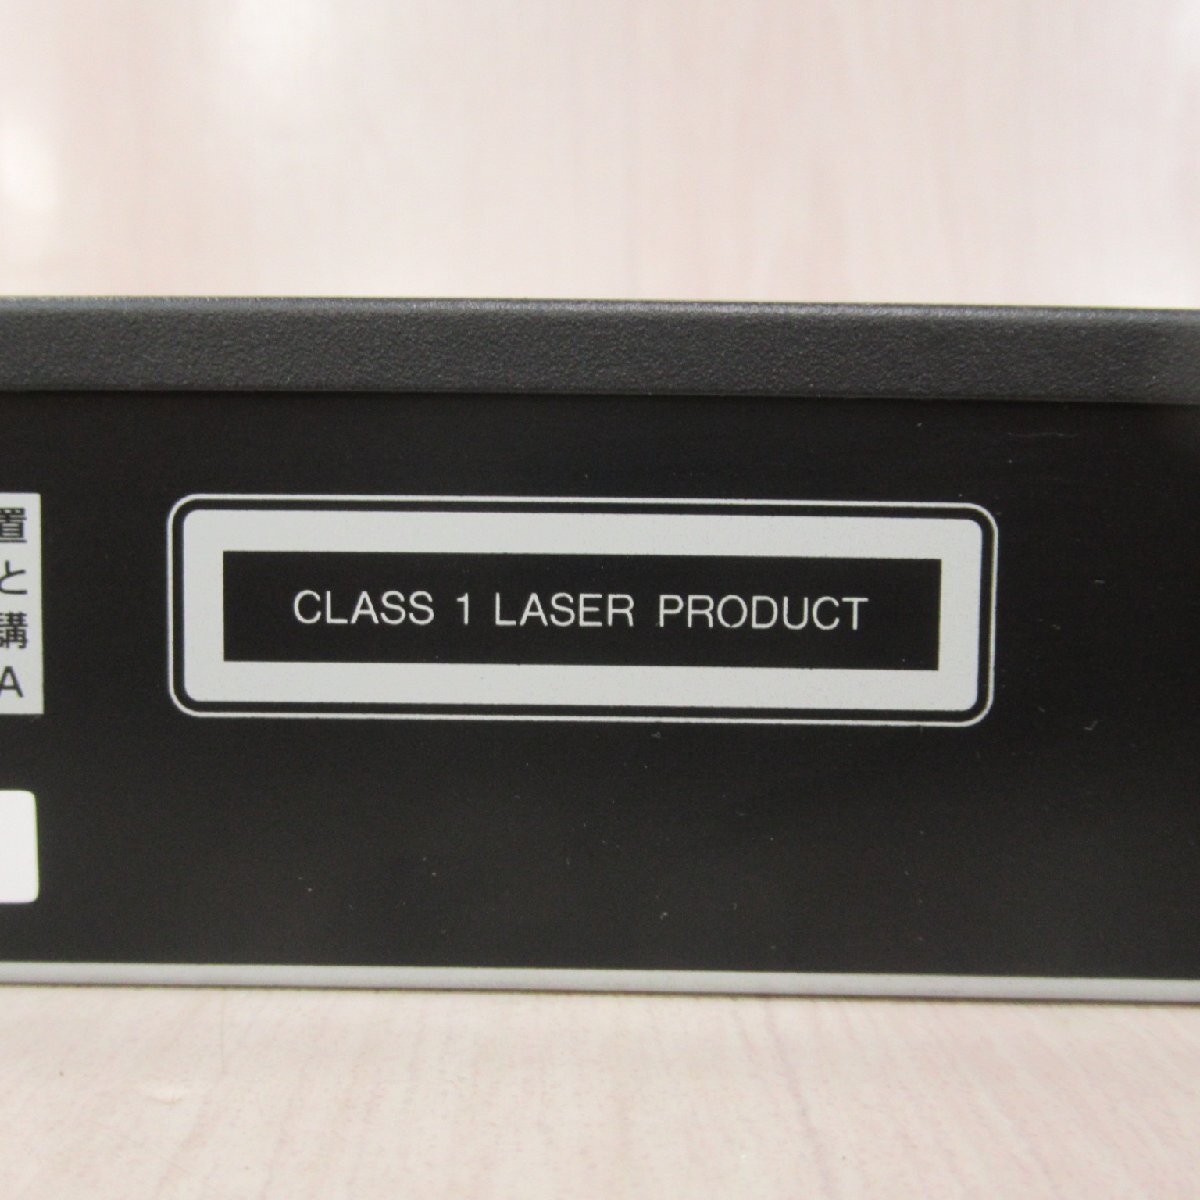 置
と
講
A
CLASS 1 LASER PRODUCT